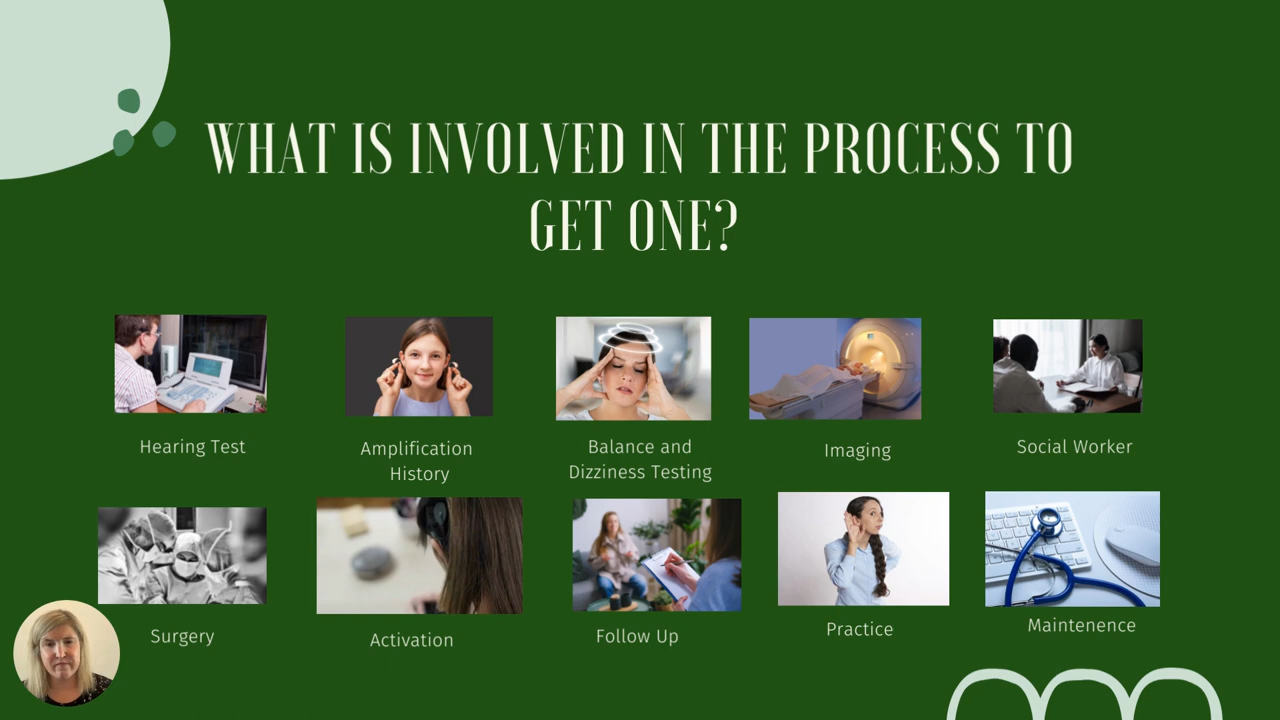 WHAT IS INVOLVED IN THE PROCESS TO
GET ONE?
Hearing Test
Amplification
History
Balance and
Dizziness Testing
Imaging
Social Worker
Surgery
Activation
Follow Up
Practice
Maintenence